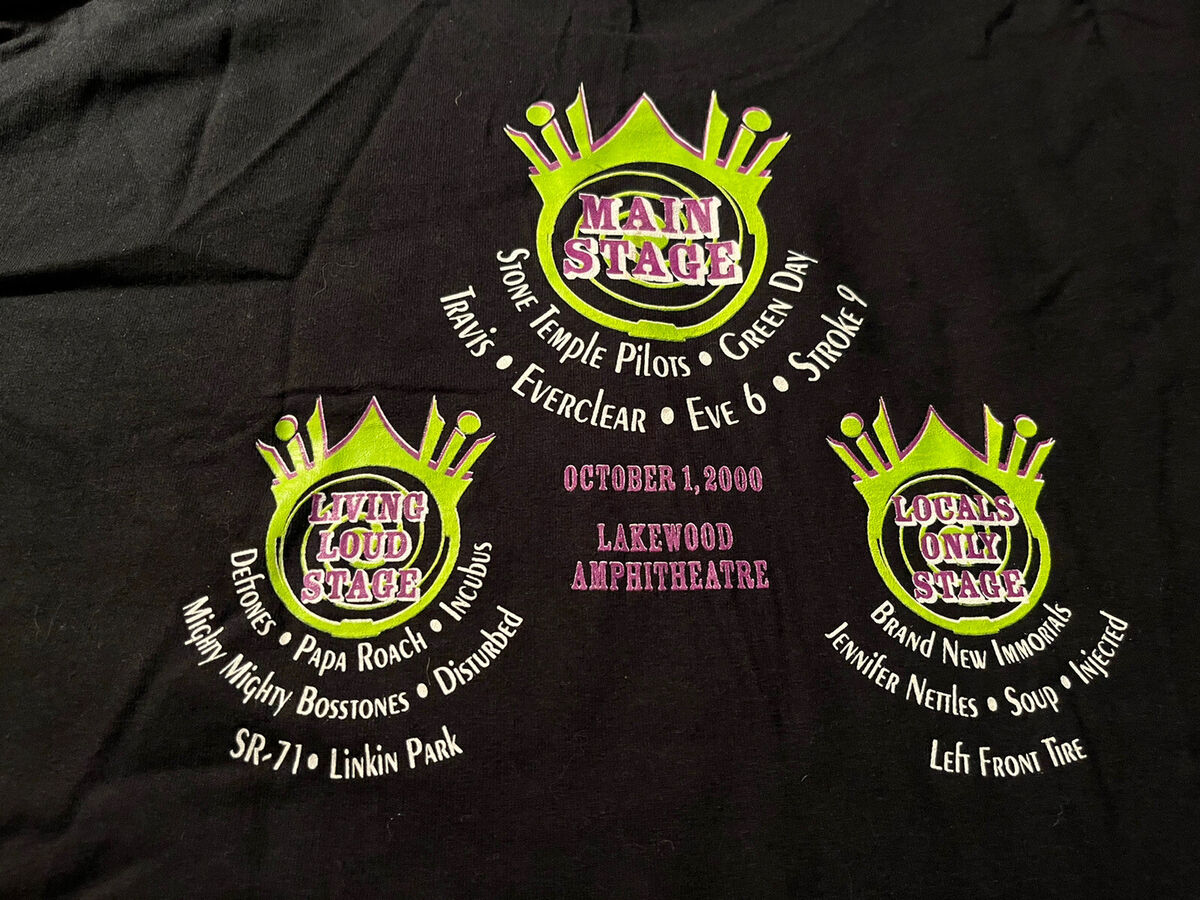 MAIN
STAGE
Stone Temple Pilots • Green Day
Travis • Everclear • Eve 6 • Stroke 9
OCTOBER 1, 2000
LAKEWOOD
AMPHITHEATRE
LIVING
LOUD
STAGE
Deftones • Papa Roach • Incubus
Mighty Mighty Bosstones • Disturbed
SR-71 • Linkin Park
LOCALS
ONLY
STAGE
Brand New Immortals
Jennifer Nettles • Soup • Injected
Left Front Tire